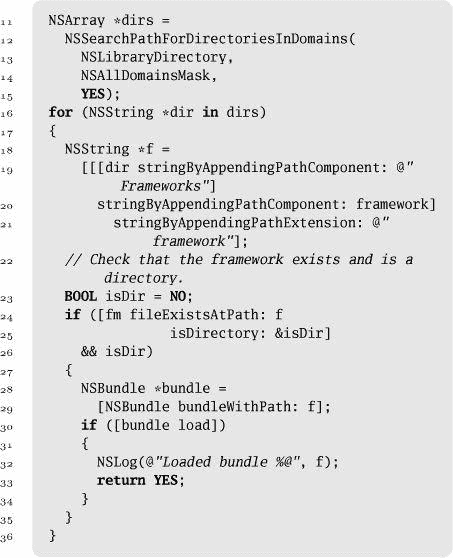 11 NSArray *dirs =
12 NSSearchPathForDirectoriesInDomains(
13 NSLibraryDirectory,
14 NSAllDomainsMask,
15 YES);
16 for (NSString *dir in dirs)
17 {
18 NSString *f =
19 [[[dir stringByAppendingPathComponent: @"
Frameworks"]
20 stringByAppendingPathComponent: framework]
21 stringByAppendingPathExtension: @"
framework"];
22 // Check that the framework exists and is a
directory.
23 BOOL isDir = NO;
24 if ([fm fileExistsAtPath: f
25 isDirectory: &isDir]
26 && isDir)
27 {
28 NSBundle *bundle =
29 [NSBundle bundleWithPath: f];
30 if ([bundle load])
31 {
32 NSLog(@"Loaded bundle %@", f);
33 return YES;
34 }
35 }
36 }